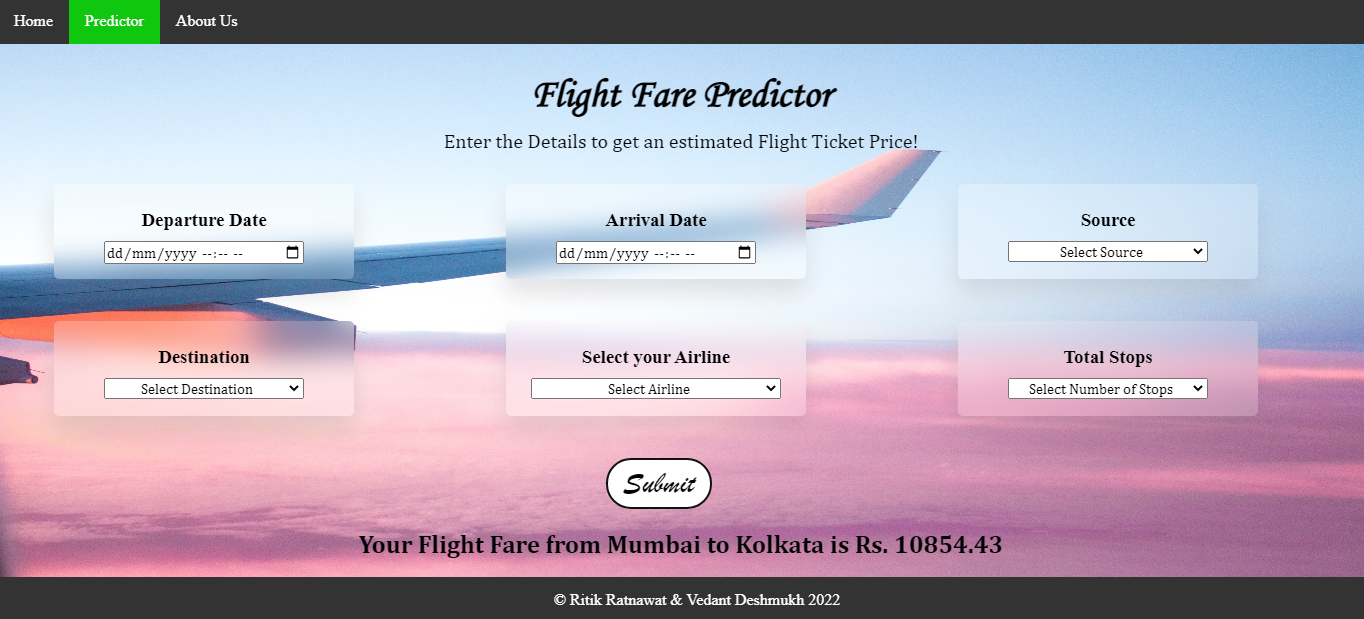 Home Predictor About Us
Flight Fare Predictor
Enter the Details to get an estimated Flight Ticket Price!
Departure Date
dd/mm/yyyy --:-- --
Arrival Date
dd/mm/yyyy --:-- --
Source
Select Source
Destination
Select Destination
Select your Airline
Select Airline
Total Stops
Select Number of Stops
Submit
Your Flight Fare from Mumbai to Kolkata is Rs. 10854.43
© Ritik Ratnawat & Vedant Deshmukh 2022